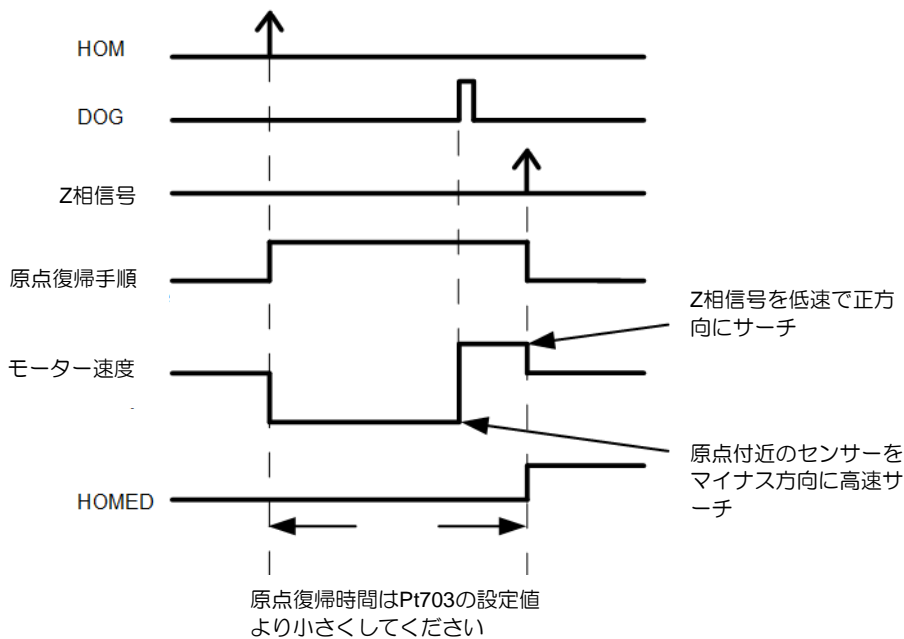 HOM
DOG
Z相信号
原点復帰手順
Z相信号を低速で正方
向にサーチ
モーター速度
原点付近のセンサーを
マイナス方向に高速サ
ーチ
HOMED
原点復帰時間はPt703の設定値
より小さくしてください